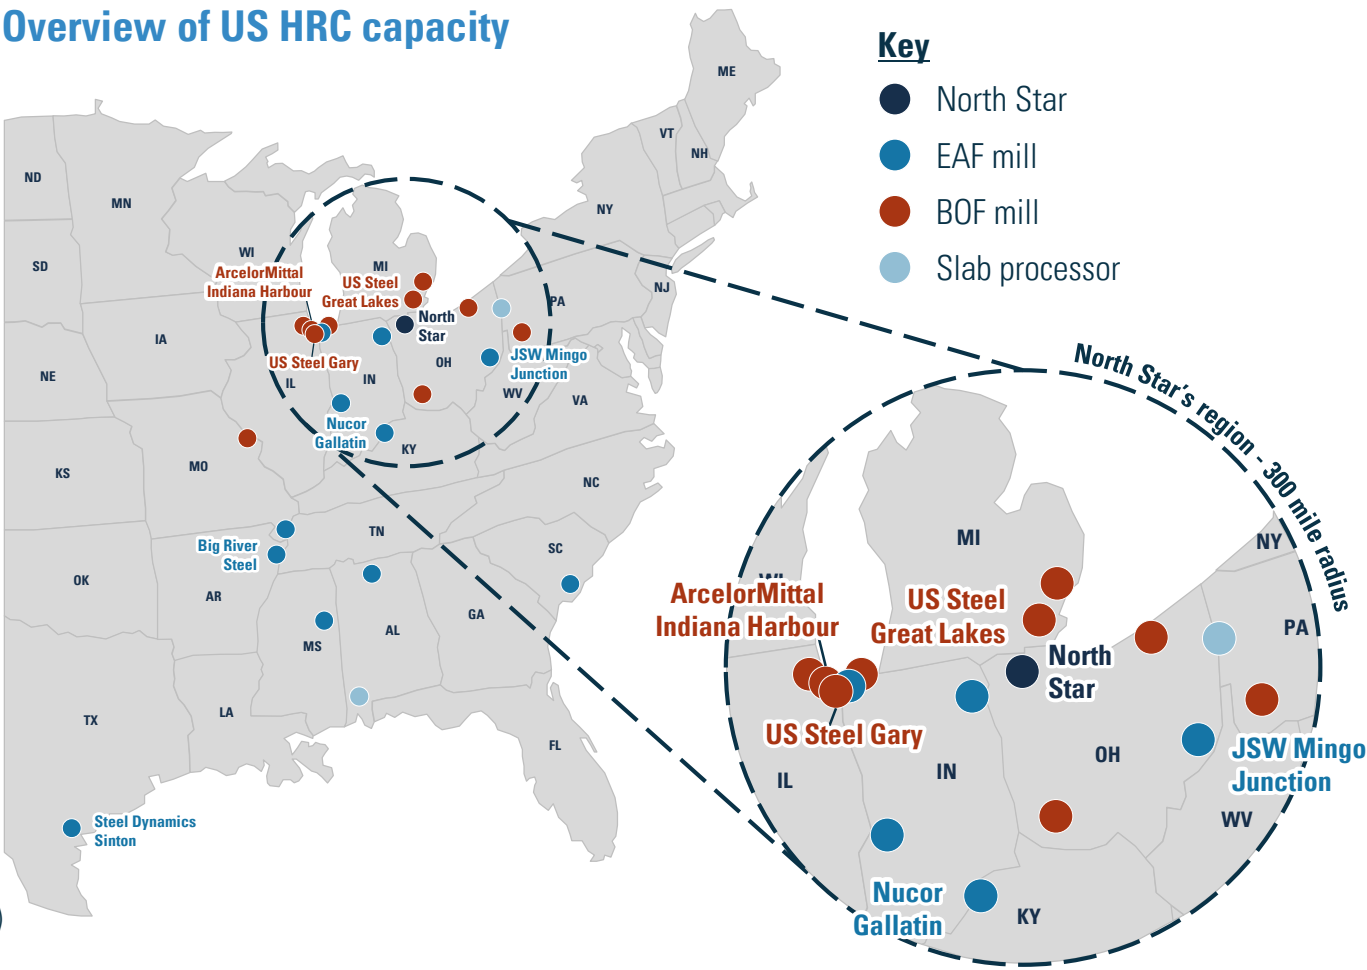 Overview of US HRC capacity
Key
North Star
EAF mill
BOF mill
Slab processor
ME
VT
NH
NY
NJ
PA
ND
MN
SD
WI
MI
IA
NE
IL
IN
OH
WV
VA
KS
MO
KY
NC
OK
AR
TN
SC
MS
AL
GA
TX
LA
FL
ArcelorMittal
Indiana Harbour
US Steel
Great Lakes
North
Star
US Steel Gary
JSW Mingo
Junction
Nucor
Gallatin
Big River
Steel
Steel Dynamics
Sinton
North Star's region - 300 mile radius
MI
NY
WI
PA
ArcelorMittal
Indiana Harbour
US Steel
Great Lakes
North
Star
US Steel Gary
JSW Mingo
Junction
OH
IN
IL
WV
Nucor
Gallatin
KY